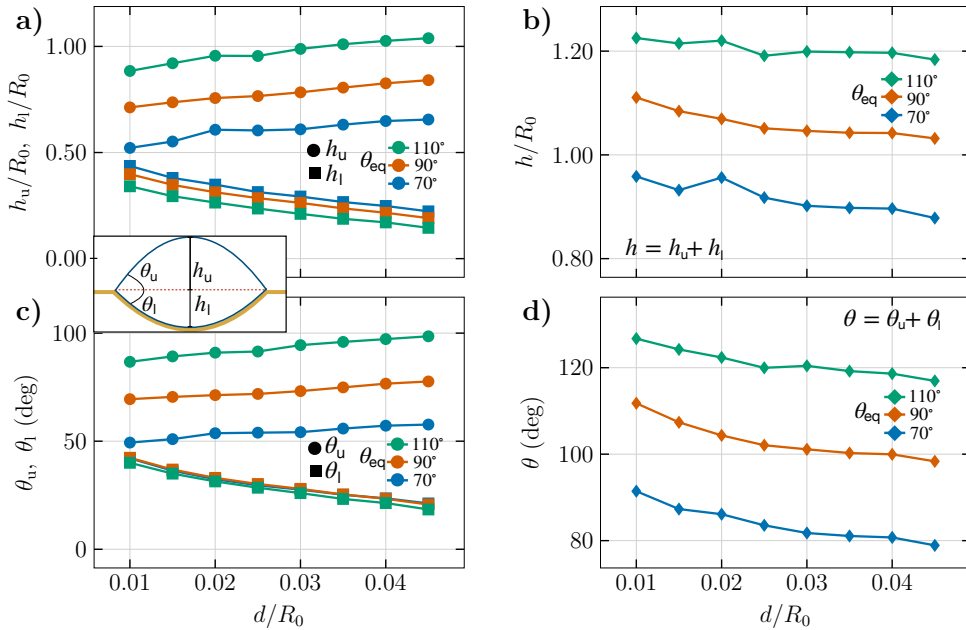 a)
h_u/R_0, h_l/R_0
1.00
0.50
0.00
h_u
h_l
θ_eq
110°
90°
70°
b)
h/R_0
1.20
1.00
0.80
θ_eq
110°
90°
70°
h = h_u + h_l
θ_u
h_u
θ_l
h_l
c)
θ_u, θ_l (deg)
100
50
0
θ_u
θ_l
θ_eq
110°
90°
70°
0.01 0.02 0.03 0.04
d/R_0
d)
θ = θ_u + θ_l
θ (deg)
120
100
80
θ_eq
110°
90°
70°
0.01 0.02 0.03 0.04
d/R_0